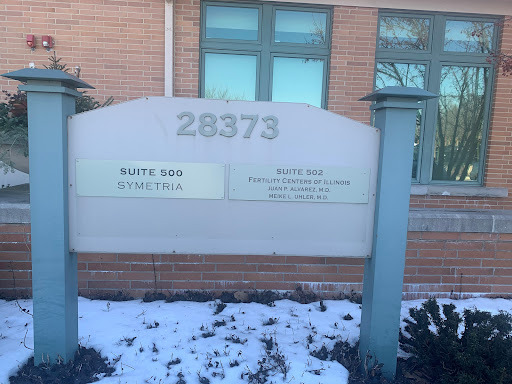 28373
SUITE 500
SYMETRIA
SUITE 502
FERTILITY CENTERS OF ILLINOIS
JUAN P. ALVAREZ, M.D.
MEIKE L. UHLER, M.D.